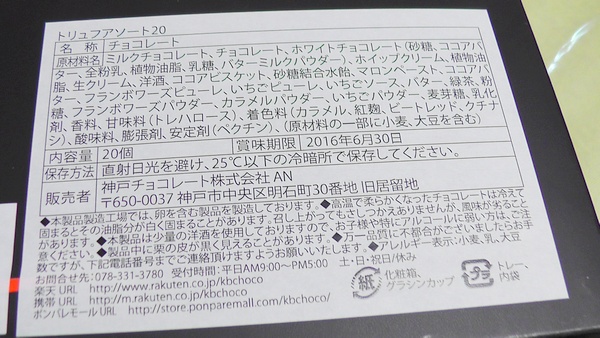 トリュフアソート20
名 称 チョコレート
原材料名 ミルクチョコレート、チョコレート、ホワイトチョコレート(砂糖、ココアバ
ター、全粉乳、植物油脂、乳糖、バターミルクパウダー)、ホイップクリーム、植物油
脂、生クリーム、洋酒、ココアビスケット、砂糖結合水飴、マロンペースト、ココアパウ
ダー、フランボワーズピューレ、いちごピューレ、いちごソース、バター、緑茶、粉
糖、フランボワーズパウダー、カラメルパウダー、いちごパウダー、麦芽糖、乳化
剤、香料、甘味料(トレハロース)、着色料(カラメル、紅麹、ビートレッド、クチナ
シ)、酸味料、膨張剤、安定剤(ペクチン)、(原材料の一部に小麦、大豆を含む)
内容量 20個 賞味期限 2016年6月30日
保存方法 直射日光を避け、25℃以下の冷暗所で保存してください。
販売者 神戸チョコレート株式会社 AN
〒650-0037 神戸市中央区明石町30番地 旧居留地
◆本製品製造工場では、卵を含む製品を製造しております。 ◆高温で柔らかくなったチョコレートは冷えて
固まるとその油脂分が白く固まることがあります。召し上がってもさしつかえありませんが、風味が劣ること
があります。◆本製品は少量の洋酒を使用しておりますので、お子様や特にアルコールに弱い方は、ご注
意ください。◆製品中に栗の皮が黒く見えることがあります。 ◆万一品質に不都合がございましたらお手
数ですが、下記電話番号までご連絡頂けますようお願いいたします。 ◆アレルギー表示:小麦、乳、大豆
お問合せ先:078-331-3780 受付時間:平日AM9:00~PM5:00 土・日・祝日/休み
楽天 URL http://www.rakuten.co.jp/kbchoco/
携帯 URL http://m.rakuten.co.jp/kbchoco/
ポンパレモール URL http://store.ponparemall.com/kbchoco/
紙 化粧箱、
グラシンカップ
プラ トレー、
内袋